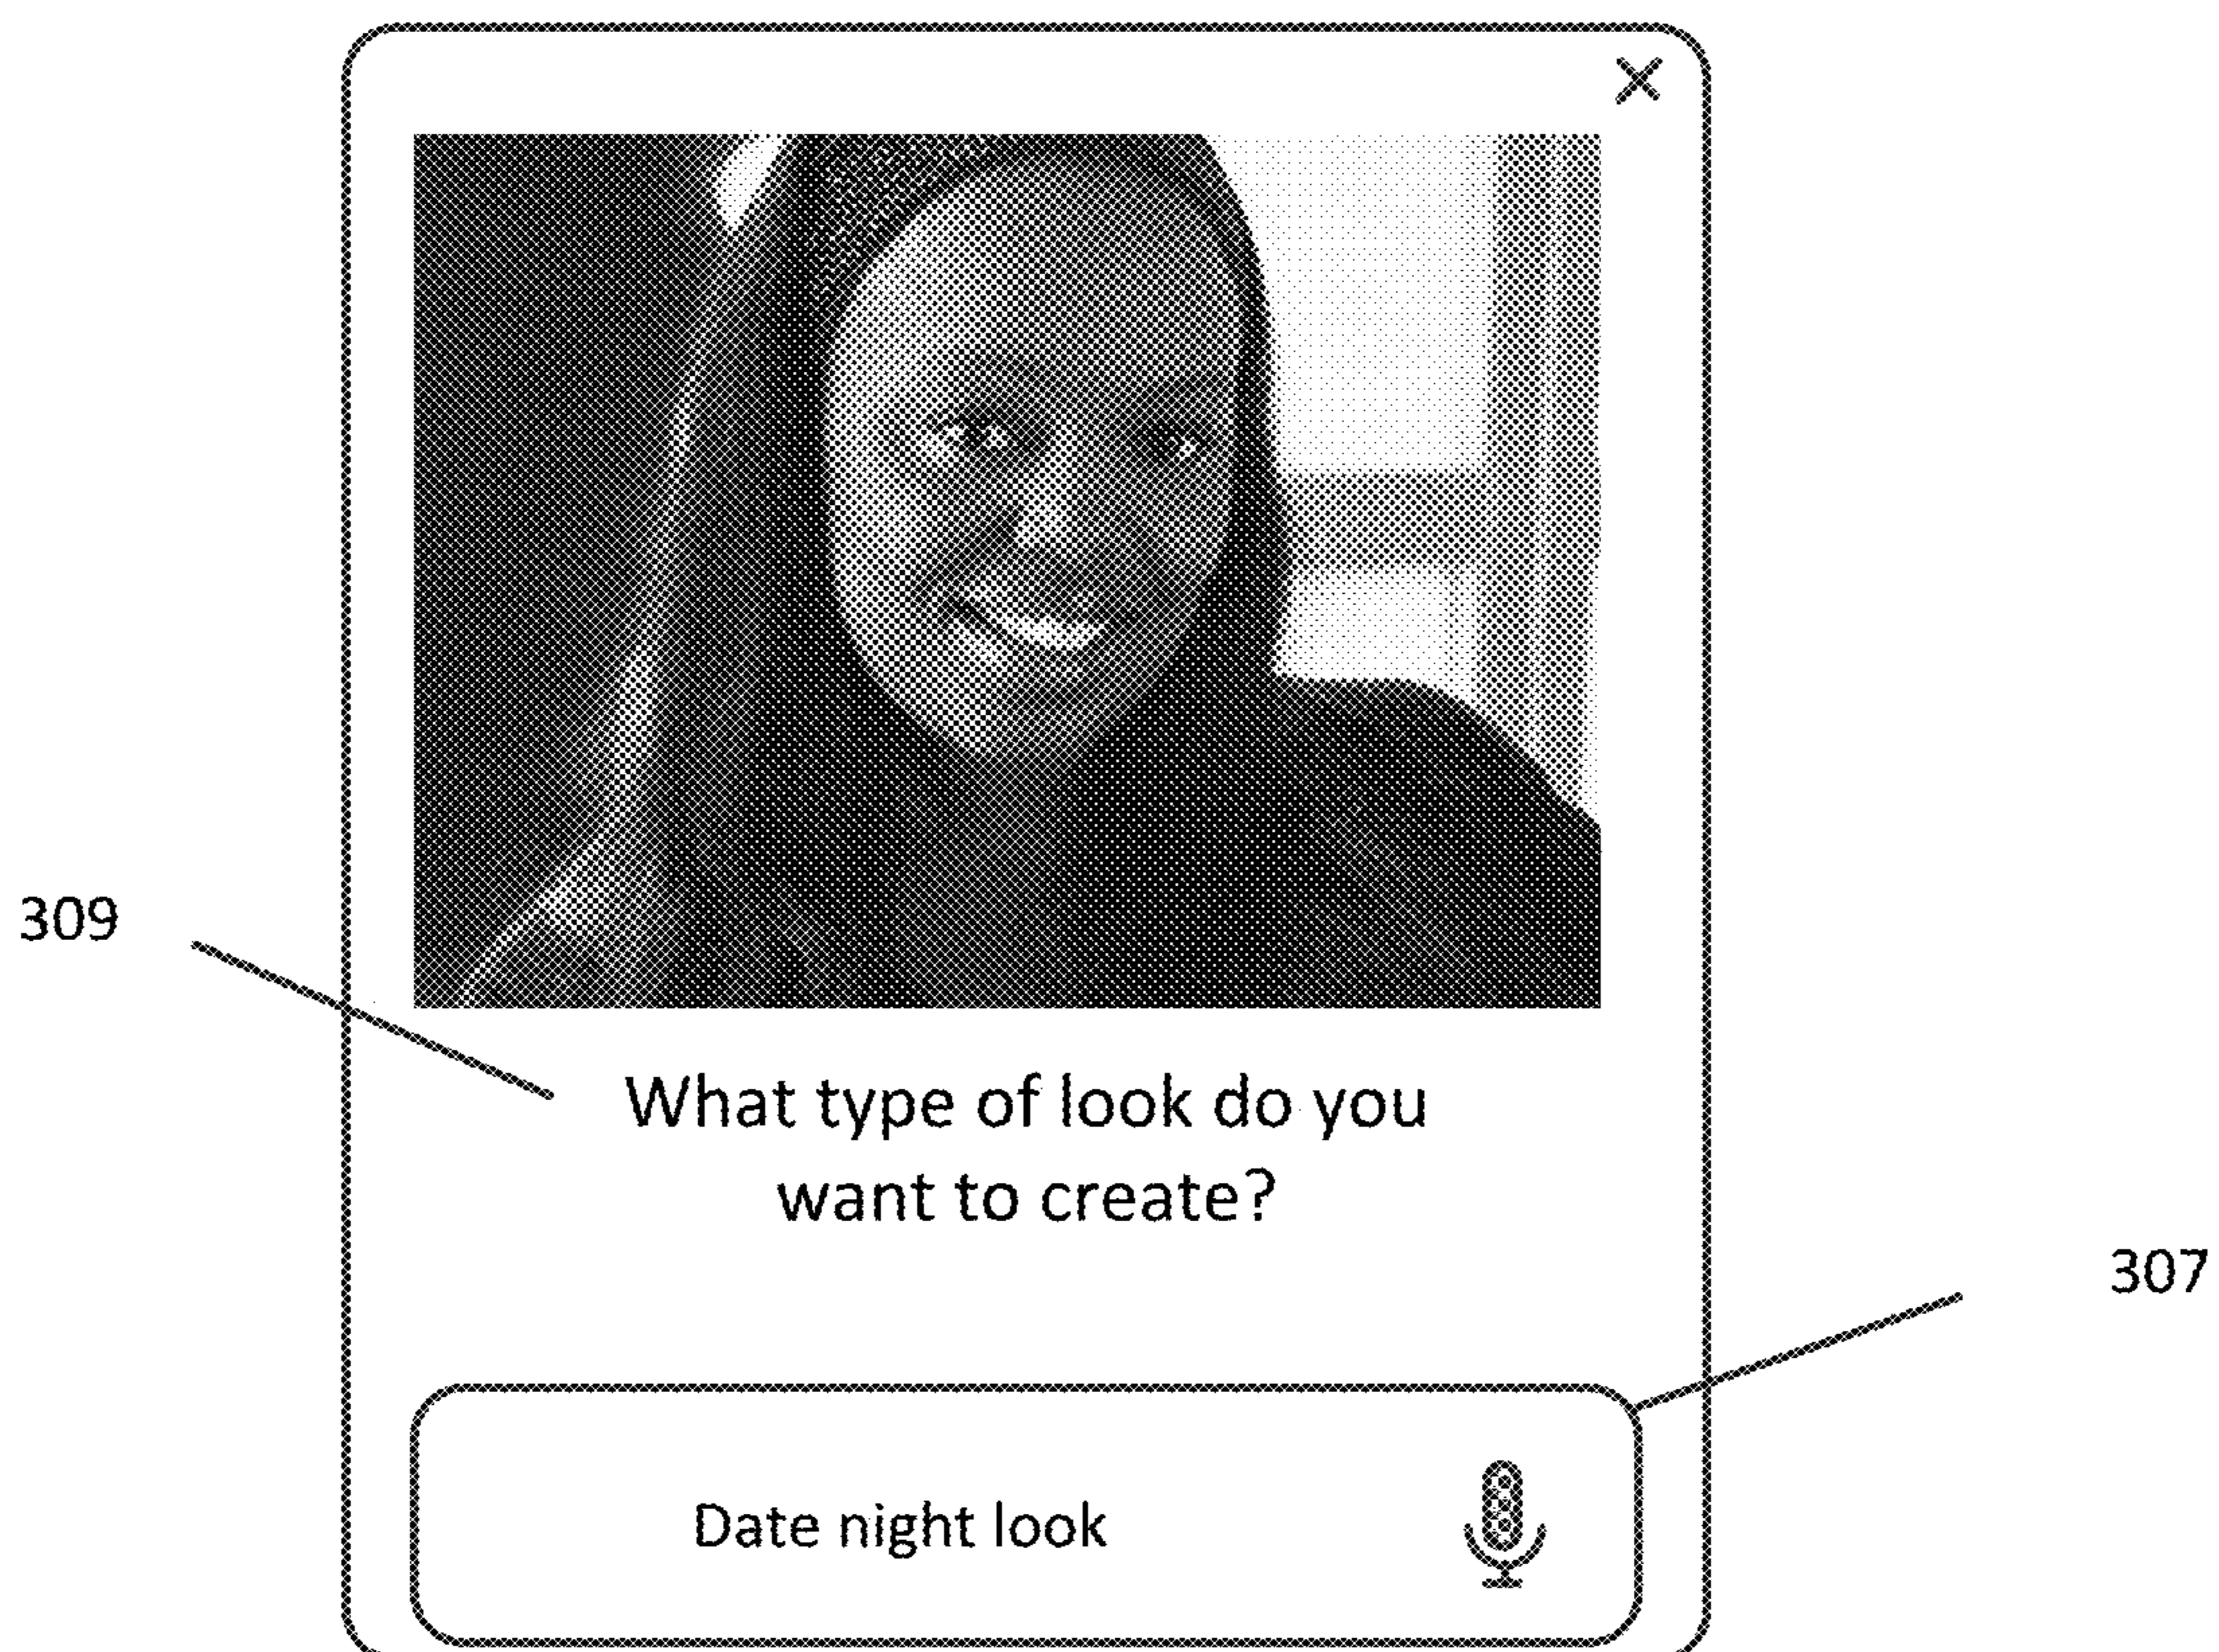 309
What type of look do you
want to create?
307
Date night look